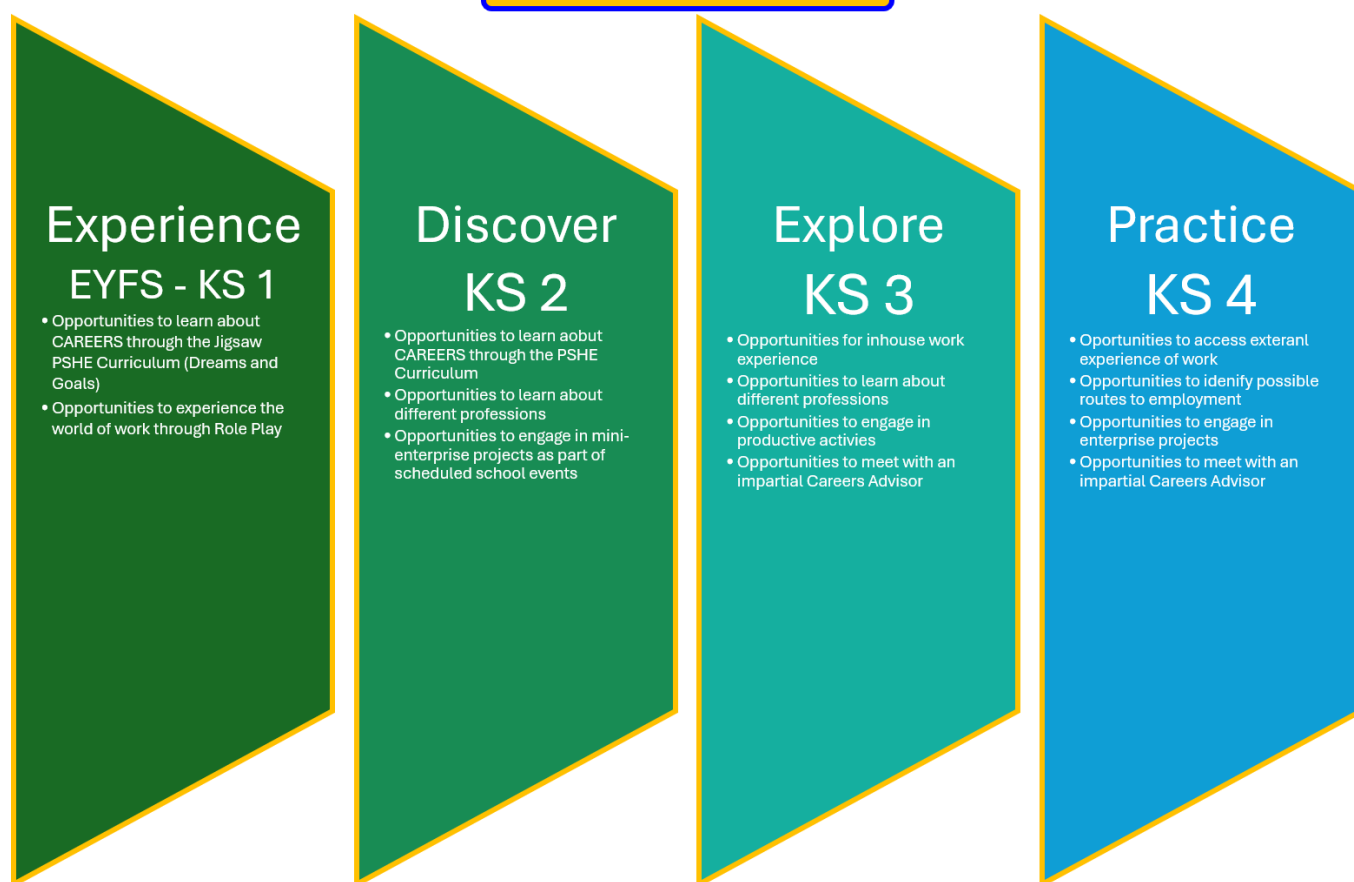 Experience
EYFS - KS 1
• Opportunities to learn about
CAREERS through the Jigsaw
PSHE Curriculum (Dreams and
Goals)
• Opportunities to experience the
world of work through Role Play
Discover
KS 2
• Opportunities to learn aobut
CAREERS through the PSHE
Curriculum
• Opportunities to learn about
different professions
• Opportunities to engage in mini-
enterprise projects as part of
scheduled school events
Explore
KS 3
• Opportunities for inhouse work
experience
• Opportunities to learn about
different professions
• Opportunities to engage in
productive activies
• Opportunities to meet with an
impartial Careers Advisor
Practice
KS 4
• Oportunities to access exteranl
experience of work
• Opportunities to idenify possible
routes to employment
• Opportunities to engage in
enterprise projects
• Opportunities to meet with an
impartial Careers Advisor